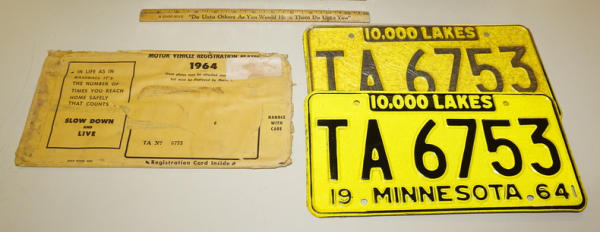 "Do Unto Others As You Would Have Them Do Unto You"
MOTOR VEHICLE REGISTRATION PLATES
1964
IN LIFE AS IN
BASEBALL IT'S
THE NUMBER OF
TIMES YOU REACH
HOME SAFELY
THAT COUNTS
SLOW DOWN
AND
LIVE
HANDLE
WITH
CARE
TA Nº 6753
Registration Card Inside
10,000 LAKES
TA 6753
10,000 LAKES
TA 6753
19 MINNESOTA 64